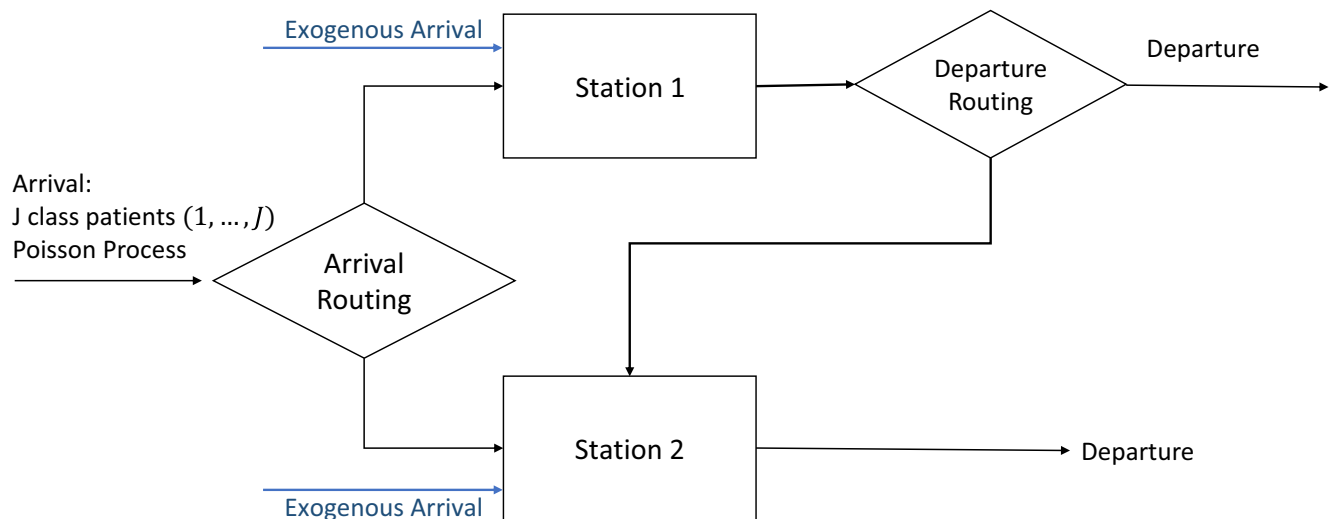 Exogenous Arrival
Station 1
Departure
Routing
Departure
Arrival:
J class patients (1, … , J)
Poisson Process
Arrival
Routing
Station 2
Departure
Exogenous Arrival